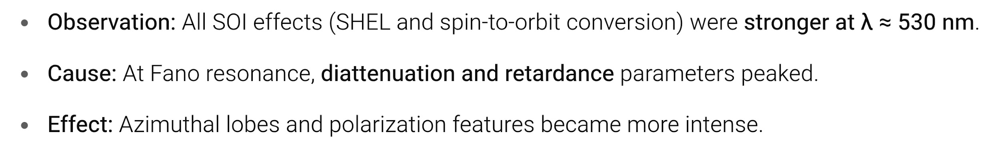 • Observation: All SOI effects (SHEL and spin-to-orbit conversion) were stronger at λ ≈ 530 nm.
• Cause: At Fano resonance, diattenuation and retardance parameters peaked.
• Effect: Azimuthal lobes and polarization features became more intense.